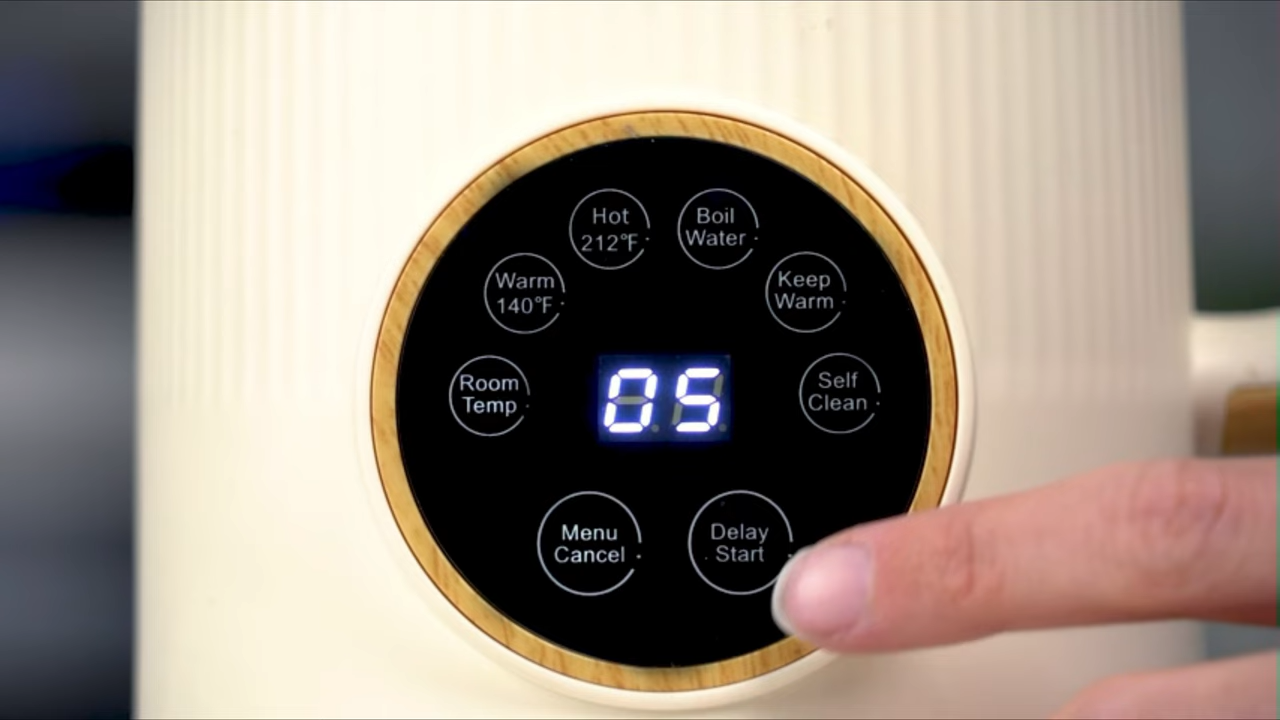 Hot
212°F
Boil
Water
Warm
140°F
Keep
Warm
Room
Temp
05
Self
Clean
Menu
Cancel
Delay
Start